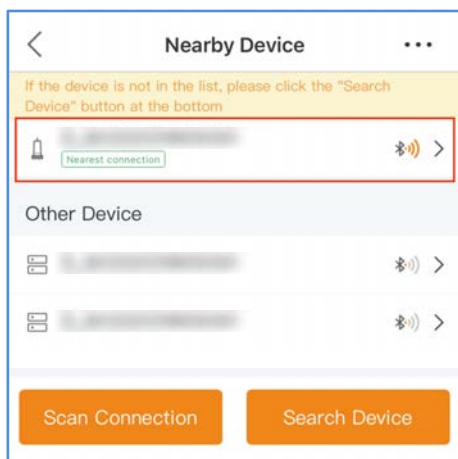 Nearby Device
If the device is not in the list, please click the "Search
Device" button at the bottom
Nearest connection
Other Device
Scan Connection
Search Device